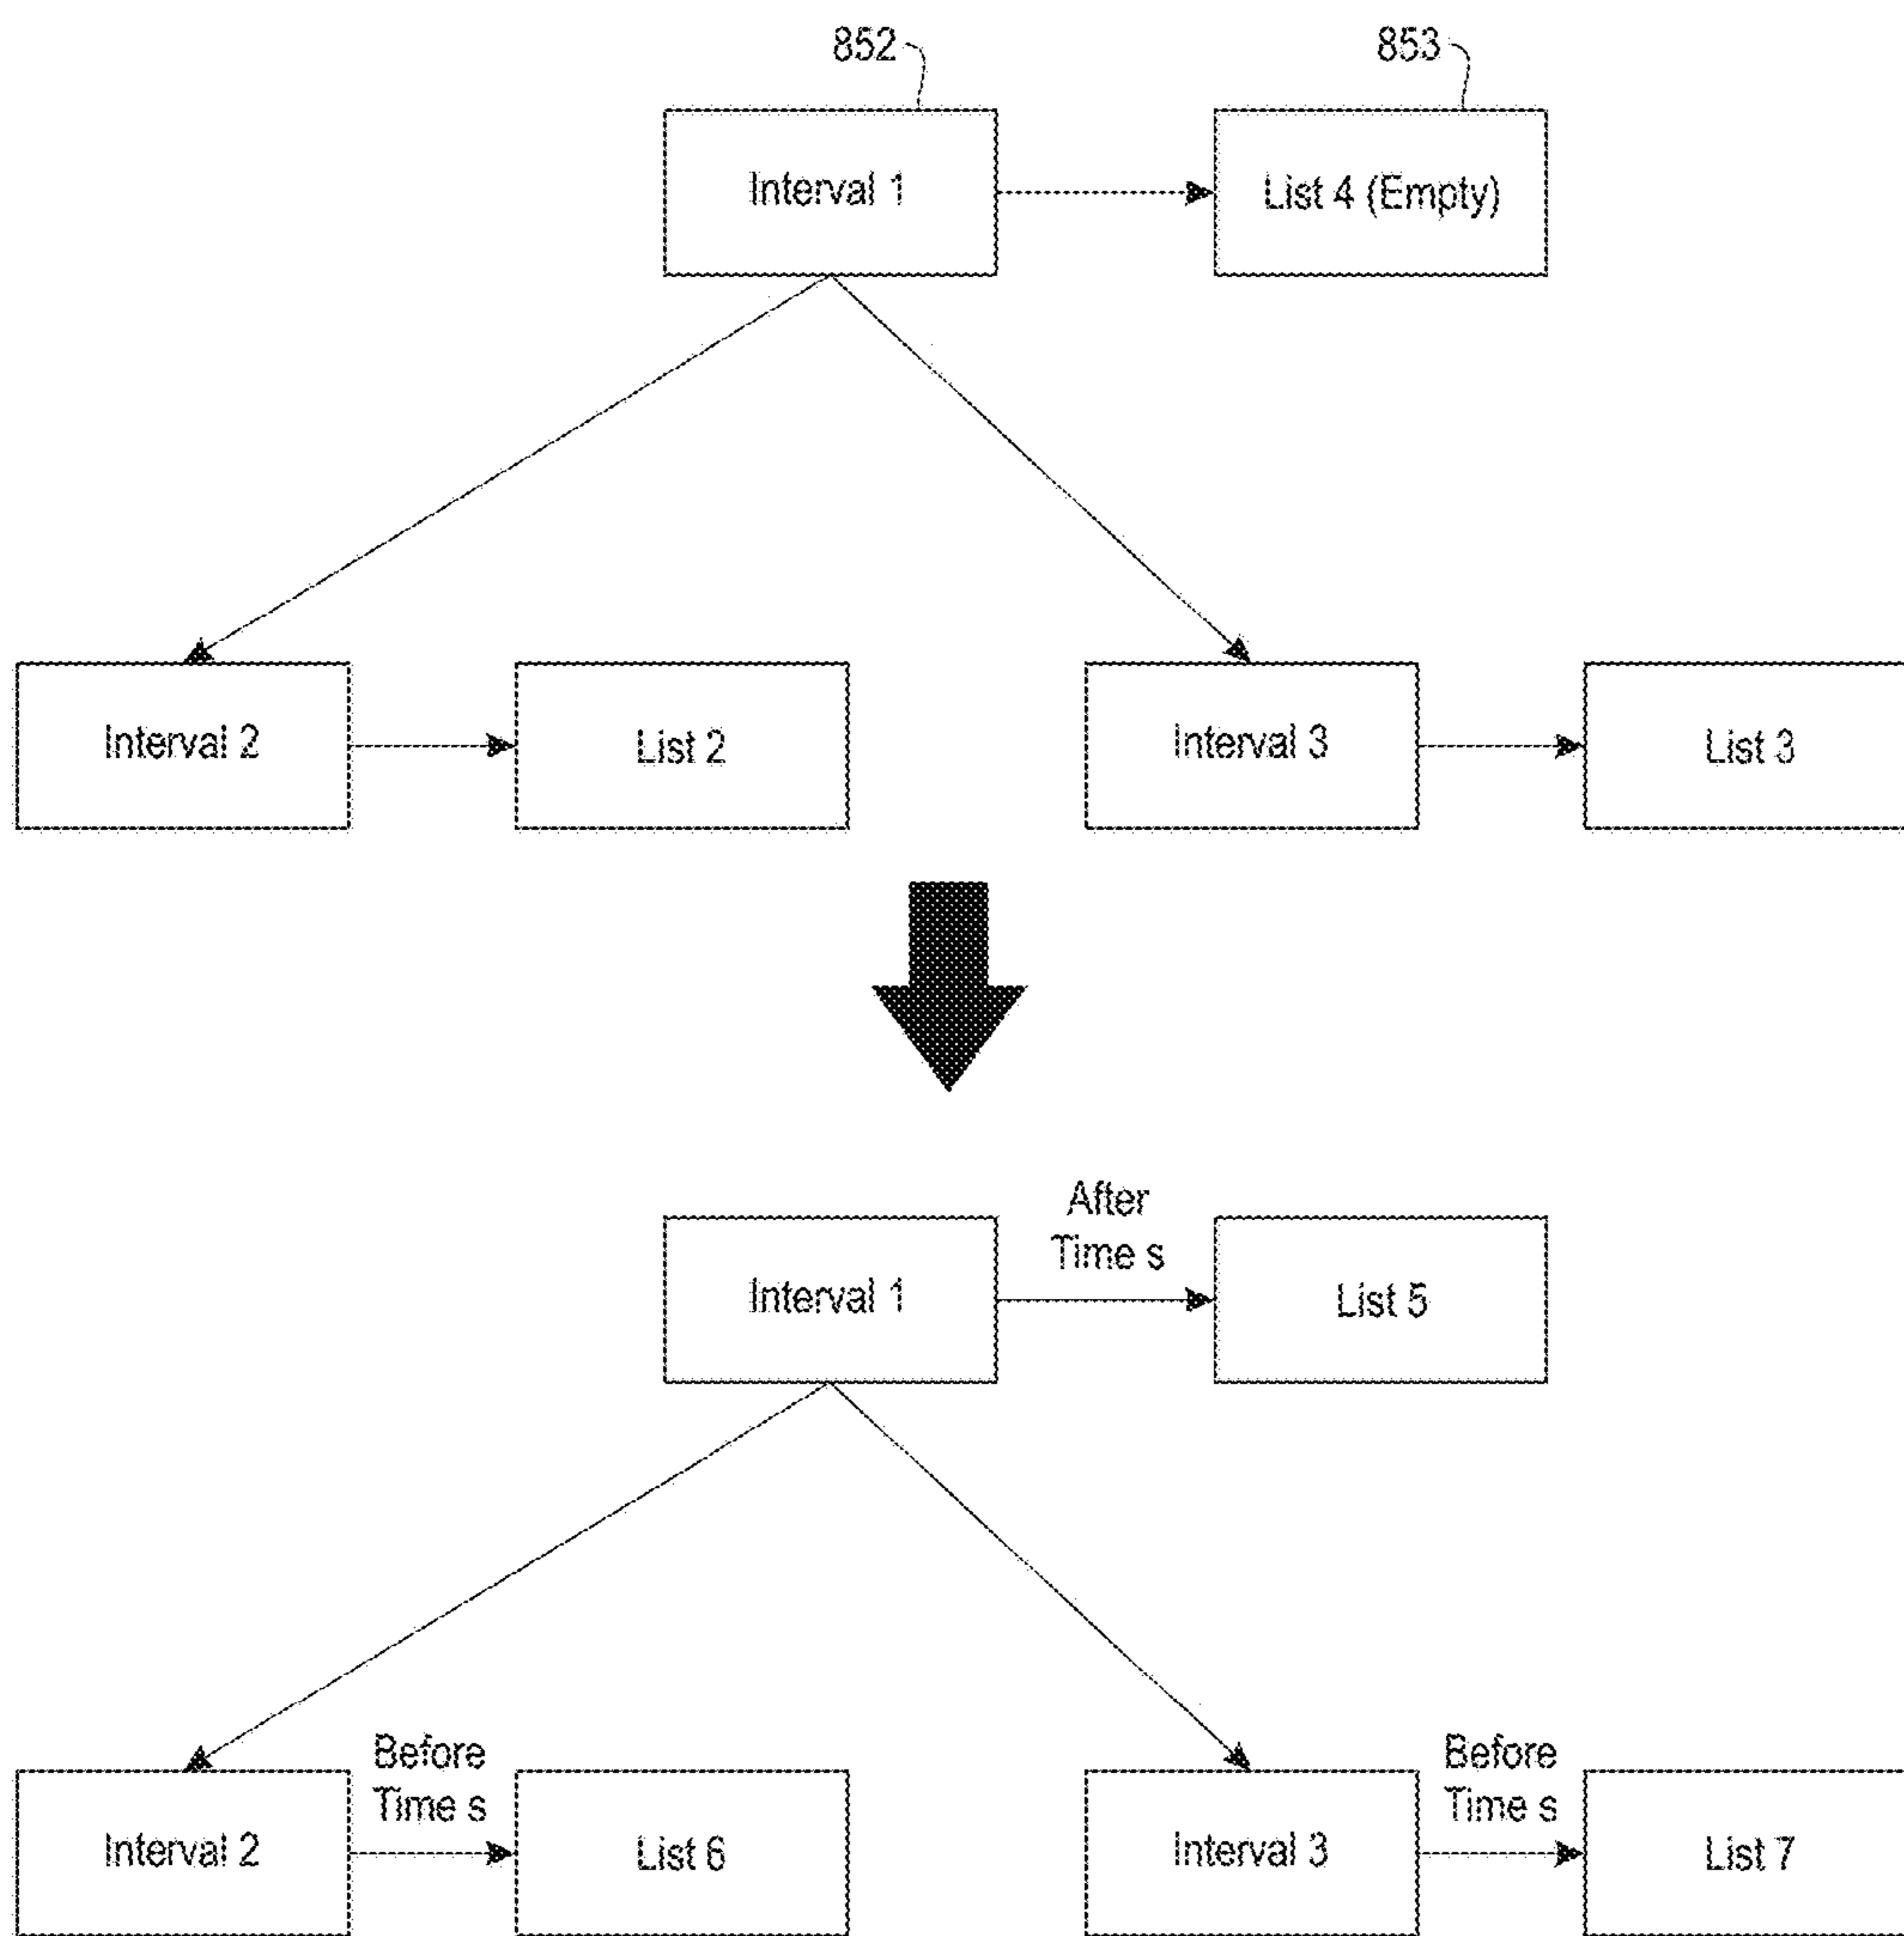 852
853
Interval 1
List 4 (Empty)
Interval 2
List 2
Interval 3
List 3
After
Time s
Interval 1
List 5
Before
Time s
Before
Time s
Interval 2
List 6
Interval 3
List 7